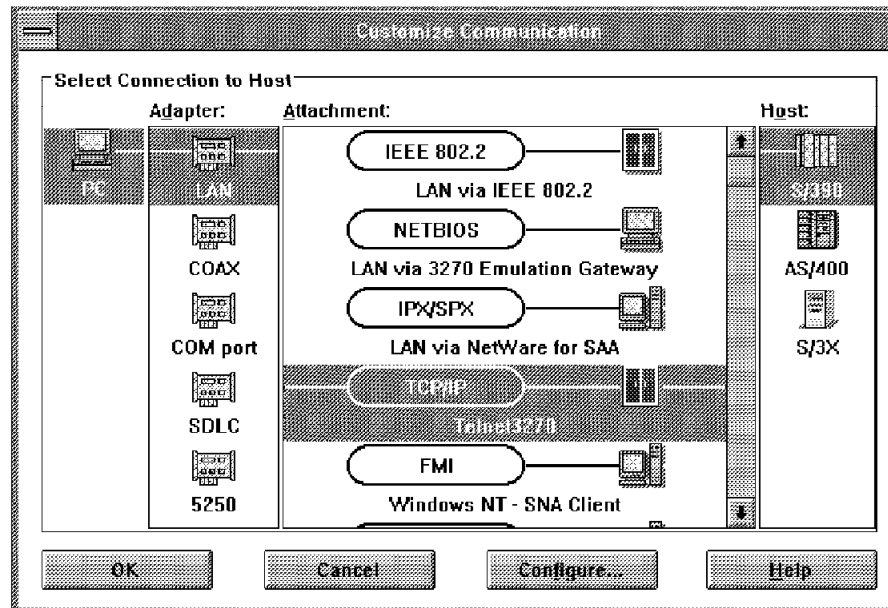 Customize Communication
Select Connection to Host
Adapter:
Attachment:
Host:
PC
LAN
IEEE 802.2
LAN via IEEE 802.2
S/390
COAX
NETBIOS
LAN via 3270 Emulation Gateway
AS/400
COM port
IPX/SPX
LAN via NetWare for SAA
S/3X
SDLC
TCP/IP
Telnet3270
5250
FMI
Windows NT - SNA Client
OK
Cancel
Configure...
Help